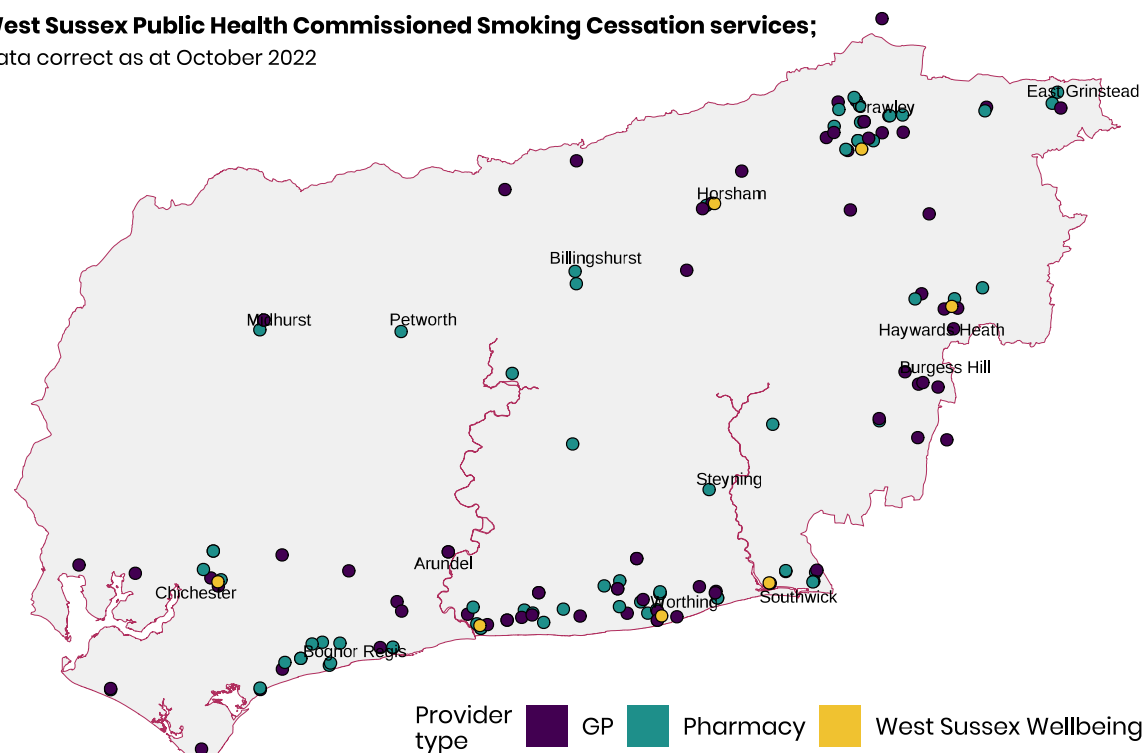 West Sussex Public Health Commissioned Smoking Cessation services;
data correct as at October 2022
East Grinstead
Crawley
Horsham
Billingshurst
Midhurst
Petworth
Haywards Heath
Burgess Hill
Steyning
Arundel
Chichester
Worthing
Southwick
Bognor Regis
Provider
type
GP
Pharmacy
West Sussex Wellbeing